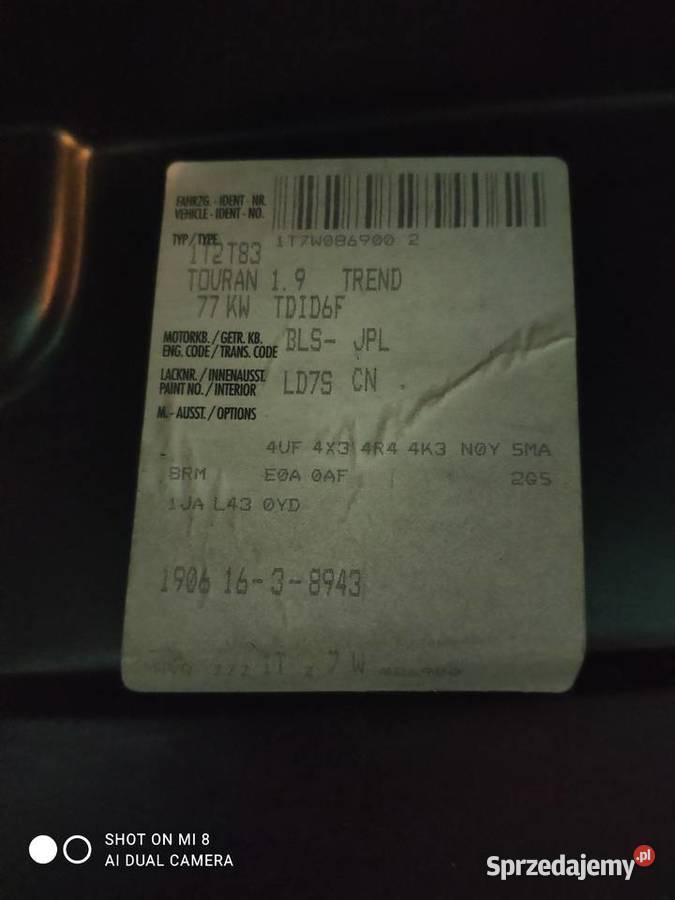 FAHRZG.-IDENT-NR.
VEHICLE-IDENT-NO.
1T7W086900 2
TYP/TYPE
1T2T83
TOURAN 1.9 TREND
77 KW TDID6F
MOTORKB./GETR.KB.
ENG. CODE/TRANS. CODE
BLS- JPL
LACKNR./INNENAUSST.
PAINT NO./INTERIOR
LD7S CN
M.-AUSST./OPTIONS
4UF 4X3 4R4 4K3 N0Y 5MA
8RM E0A 0AF 2G5
1JA L43 0YD
1906 16-3-8943
1T 7W
SHOT ON MI 8
AI DUAL CAMERA
Sprzedajemy.pl